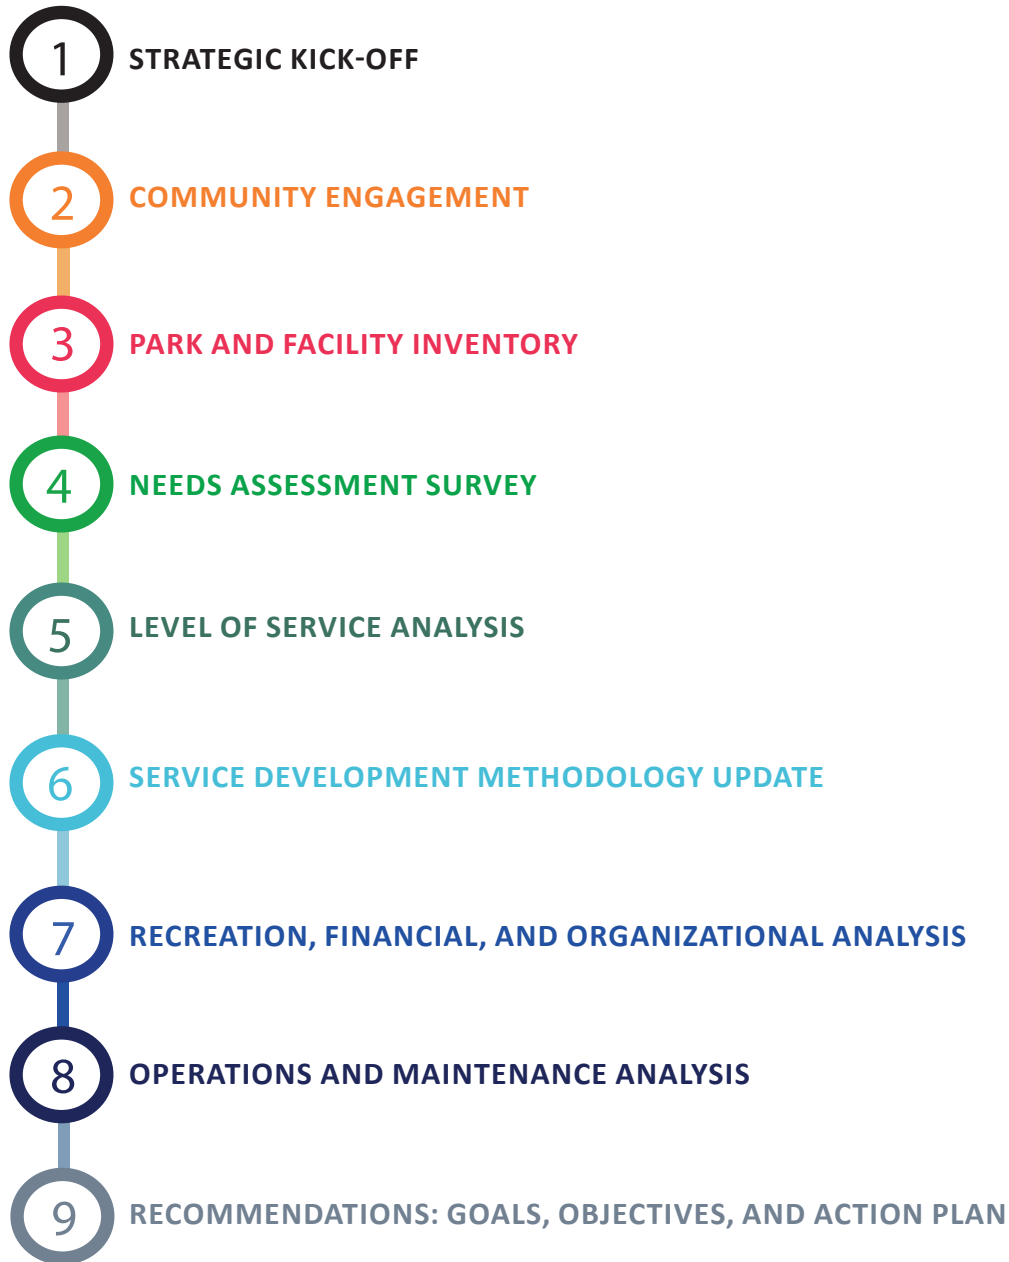 1 STRATEGIC KICK-OFF
2 COMMUNITY ENGAGEMENT
3 PARK AND FACILITY INVENTORY
4 NEEDS ASSESSMENT SURVEY
5 LEVEL OF SERVICE ANALYSIS
6 SERVICE DEVELOPMENT METHODOLOGY UPDATE
7 RECREATION, FINANCIAL, AND ORGANIZATIONAL ANALYSIS
8 OPERATIONS AND MAINTENANCE ANALYSIS
9 RECOMMENDATIONS: GOALS, OBJECTIVES, AND ACTION PLAN